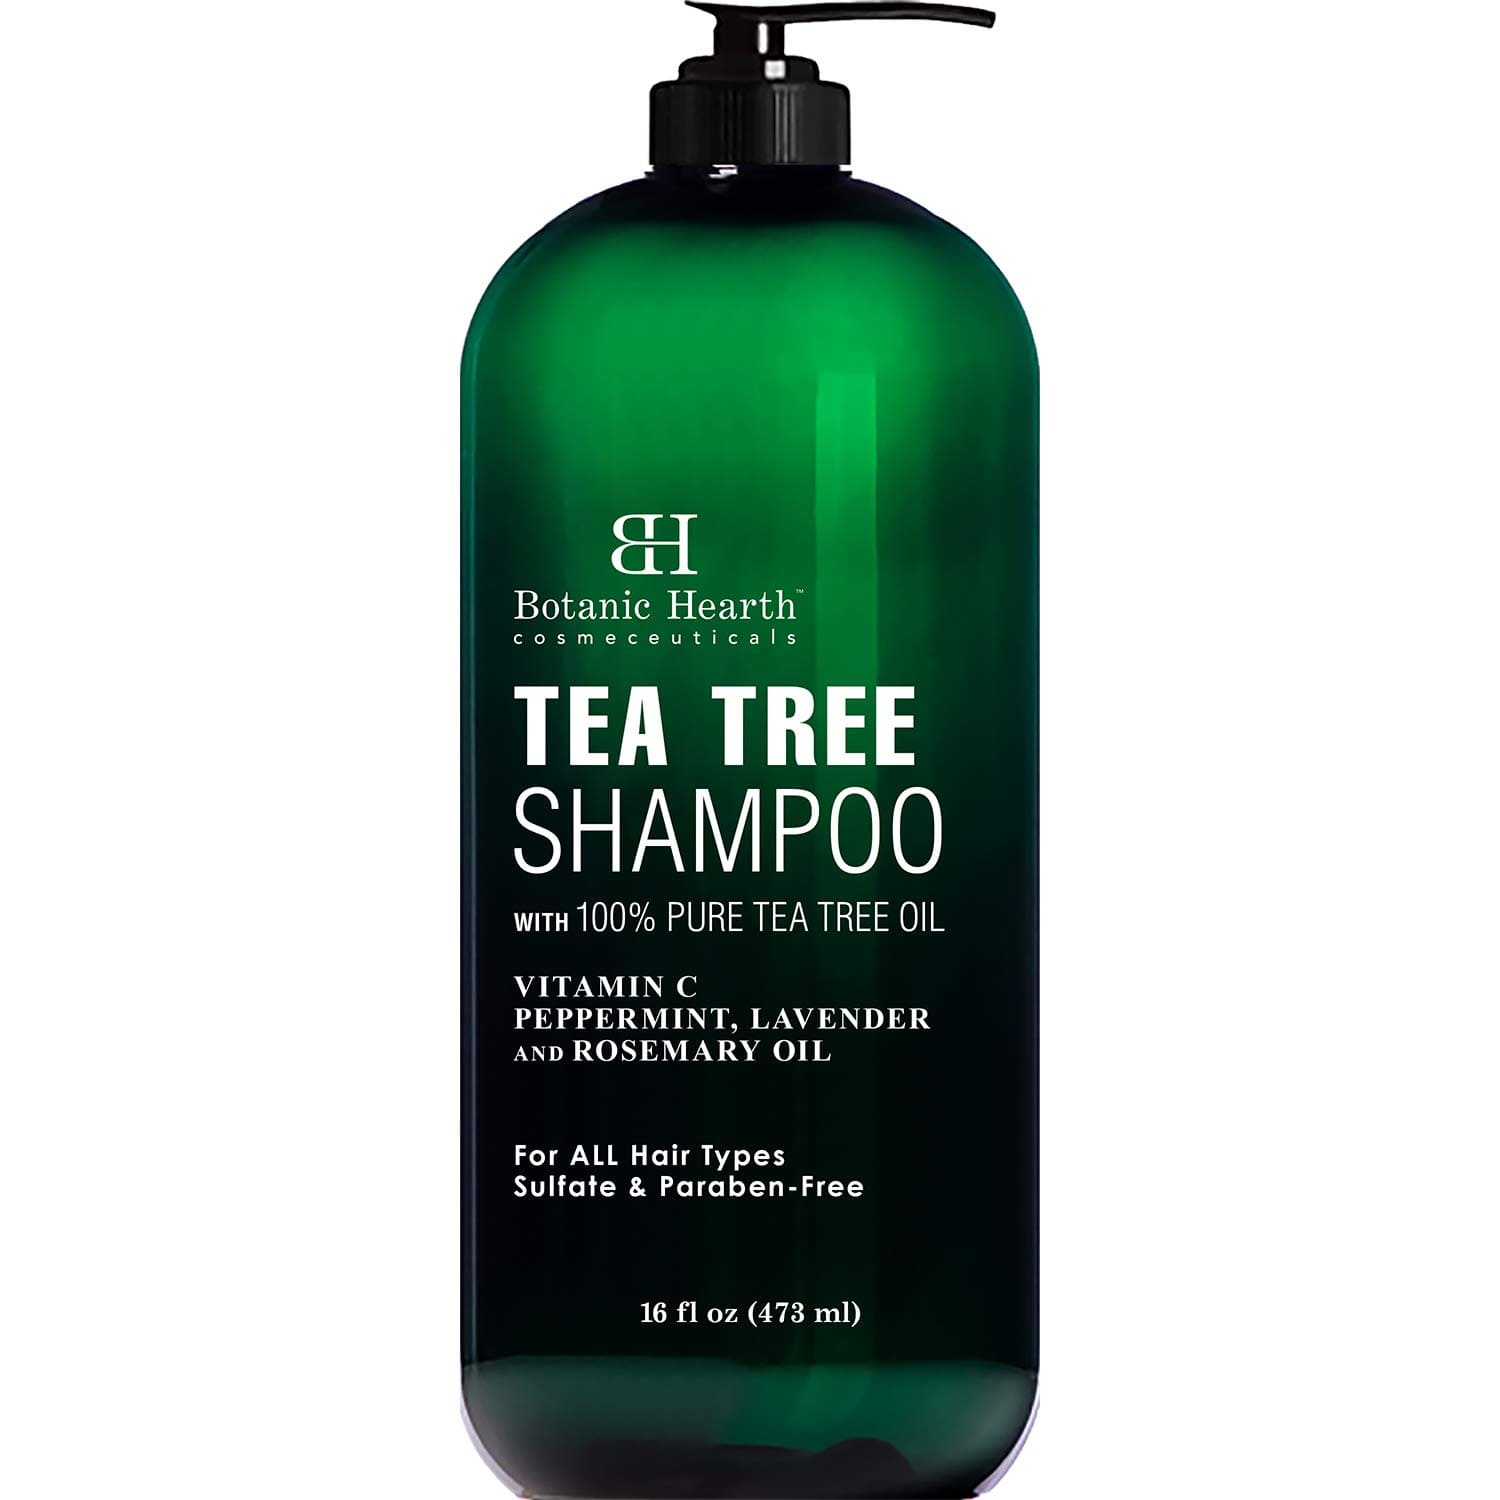 BH
Botanic Hearth™
cosmeceuticals
TEA TREE
SHAMPOO
WITH 100% PURE TEA TREE OIL
VITAMIN C
PEPPERMINT, LAVENDER
AND ROSEMARY OIL
For ALL Hair Types
Sulfate & Paraben-Free
16 fl oz (473 ml)